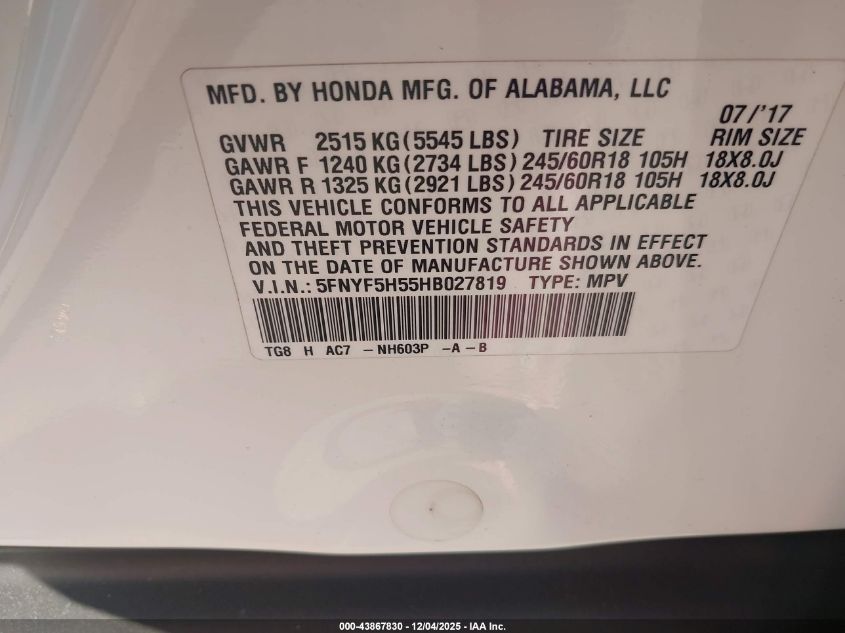 MFD. BY HONDA MFG. OF ALABAMA, LLC
07/'17
GVWR 2515 KG(5545 LBS) TIRE SIZE RIM SIZE
GAWR F 1240 KG(2734 LBS) 245/60R18 105H 18X8.0J
GAWR R 1325 KG(2921 LBS) 245/60R18 105H 18X8.0J
THIS VEHICLE CONFORMS TO ALL APPLICABLE
FEDERAL MOTOR VEHICLE SAFETY
AND THEFT PREVENTION STANDARDS IN EFFECT
ON THE DATE OF MANUFACTURE SHOWN ABOVE.
V.I.N.: 5FNYF5H55HB027819 TYPE: MPV
TG8 H AC7 -NH603P -A-B
000-43867830 - 12/04/2025 - IAA Inc.